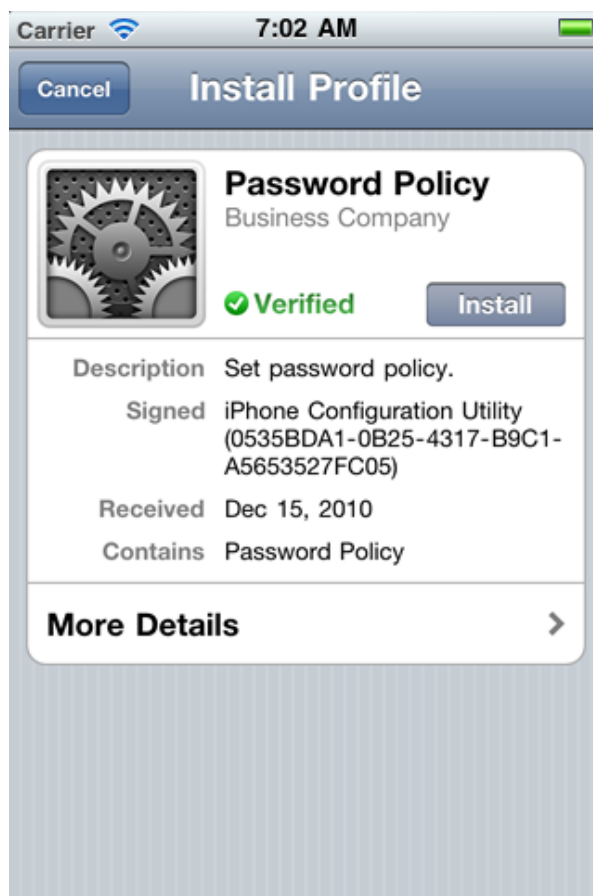 Carrier 7:02 AM
Cancel Install Profile
Password Policy
Business Company
Verified Install
Description Set password policy.
Signed iPhone Configuration Utility
(0535BDA1-0B25-4317-B9C1-
A5653527FC05)
Received Dec 15, 2010
Contains Password Policy
More Details